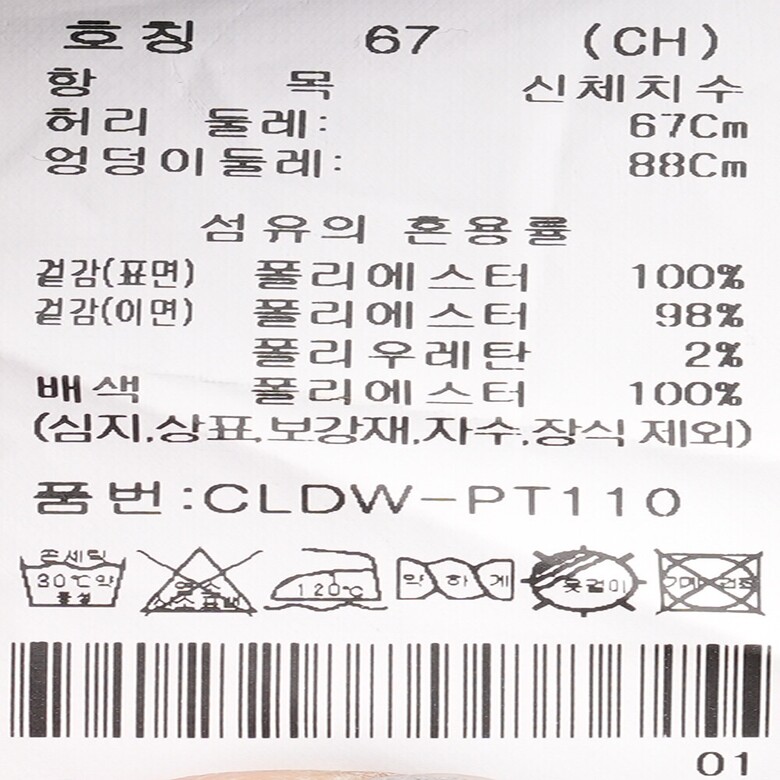 호칭 67 (CH)
항 목 신체치수
허리 둘레: 67Cm
엉덩이둘레: 88Cm
섬유의 혼용률
겉감(표면) 폴리에스터 100%
겉감(이면) 폴리에스터 98%
폴리우레탄 2%
배색 폴리에스터 100%
(심지,상표,보강재,자수,장식 제외)
품번:CLDW-PT110
손세탁
30℃약 120℃ 약하게 옷걸이
중성 산소표백
01